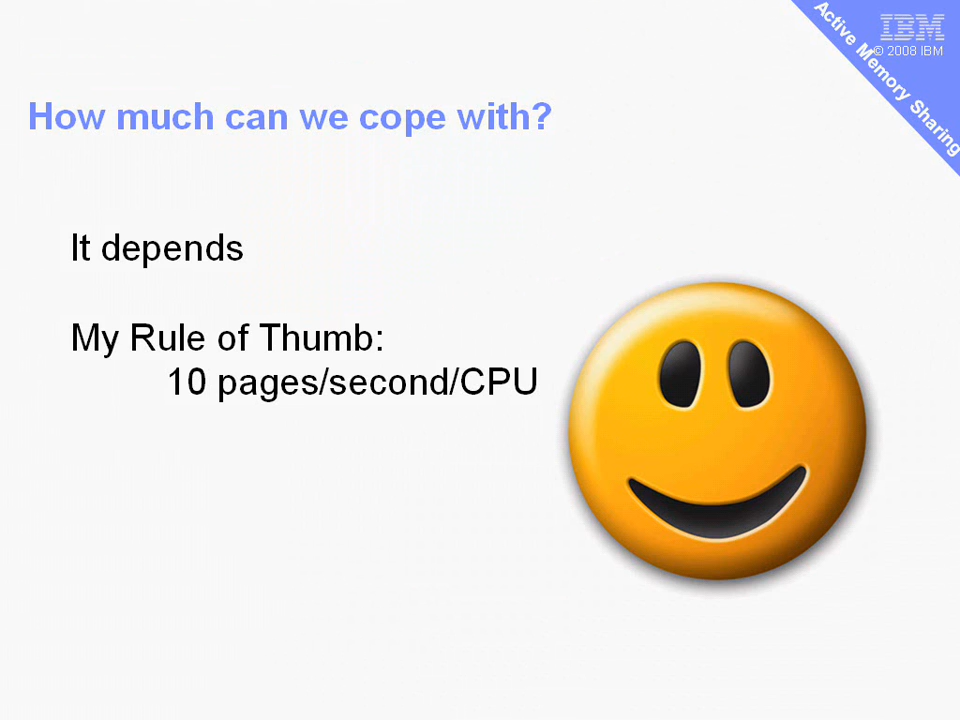 IBM
© 2008 IBM
Active Memory Sharing
How much can we cope with?
It depends
My Rule of Thumb:
10 pages/second/CPU